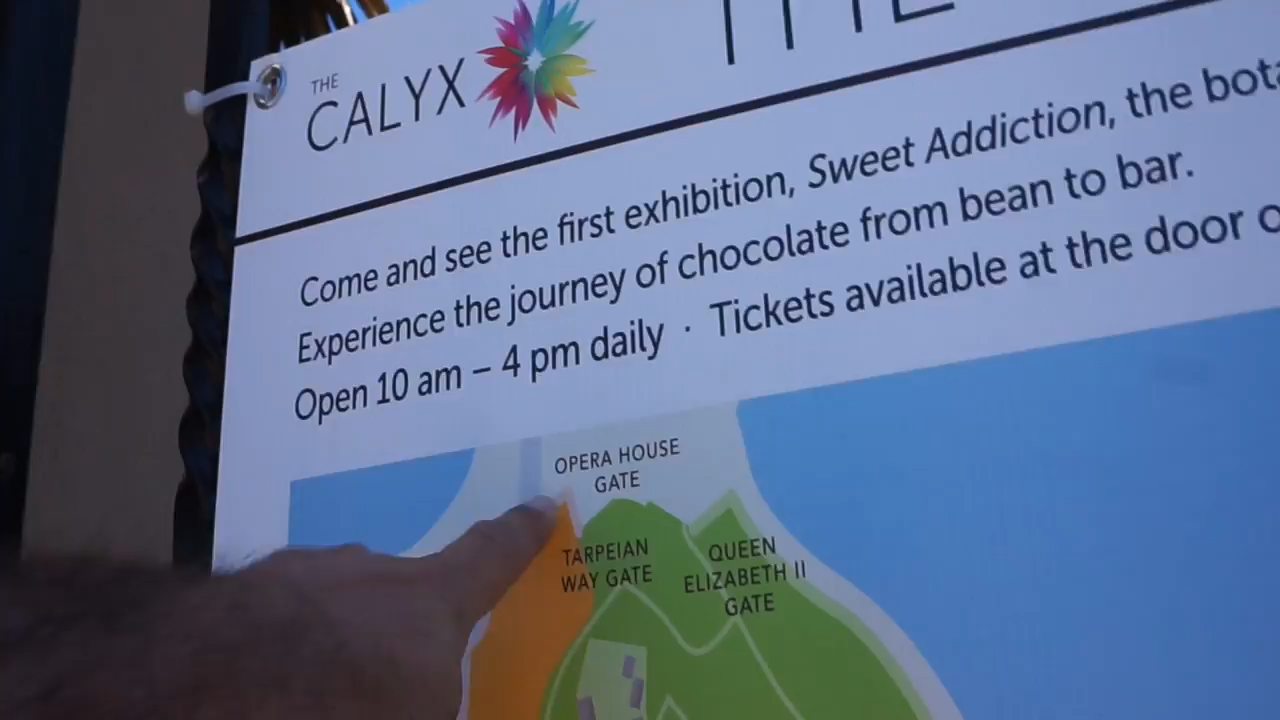 THE
CALYX
THE
Come and see the first exhibition, Sweet Addiction, the
Experience the journey of chocolate from bean to bar.
Open 10 am – 4 pm daily · Tickets available at the door
OPERA HOUSE
GATE
TARPEIAN
WAY GATE
QUEEN
ELIZABETH II
GATE